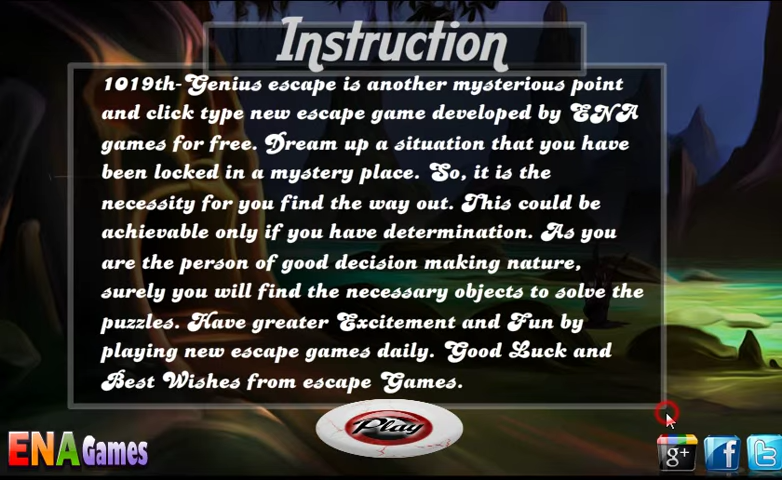 Instruction
1019th-Genius escape is another mysterious point
and click type new escape game developed by ENA
games for free. Dream up a situation that you have
been locked in a mystery place. So, it is the
necessity for you find the way out. This could be
achievable only if you have determination. As you
are the person of good decision making nature,
surely you will find the necessary objects to solve the
puzzles. Have greater Excitement and Fun by
playing new escape games daily. Good Luck and
Best Wishes from escape Games.
Play
ENA Games
g+ f t